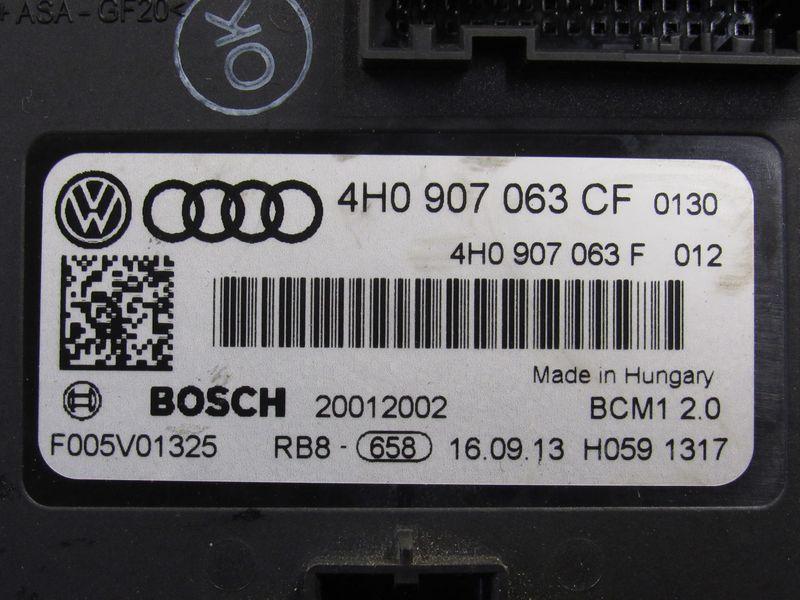 + ASA-GF20<
OK
4H0 907 063 CF 0130
4H0 907 063 F 012
Made in Hungary
BOSCH 20012002 BCM1 2.0
F005V01325 RB8 - 658 16.09.13 H059 1317